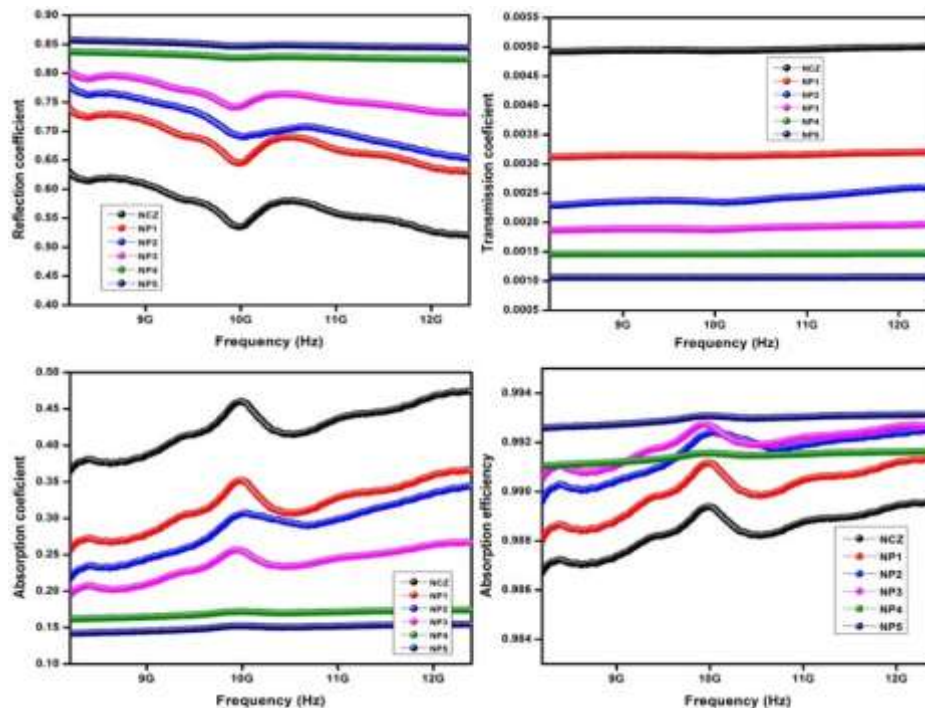 0.90
0.85
0.80
0.75
0.70
0.65
0.60
0.55
0.50
0.45
0.40
Reflection coefficient
NCZ
NP1
NP2
NP3
NP4
NP5
9G 10G 11G 12G
Frequency (Hz)
0.0055
0.0050
0.0045
0.0040
0.0035
0.0030
0.0025
0.0020
0.0015
0.0010
0.0005
Transmission coeficient
NCZ
NP1
NP2
NP3
NP4
NP5
9G 10G 11G 12G
Frequency (Hz)
0.50
0.45
0.40
0.35
0.30
0.25
0.20
0.15
0.10
Absorption coeficient
NCZ
NP1
NP2
NP3
NP4
NP5
9G 10G 11G 12G
Frequency (Hz)
0.994
0.992
0.990
0.988
0.986
0.984
Absorption efficiency
NCZ
NP1
NP2
NP3
NP4
NP5
9G 10G 11G 12G
Frequency (Hz)